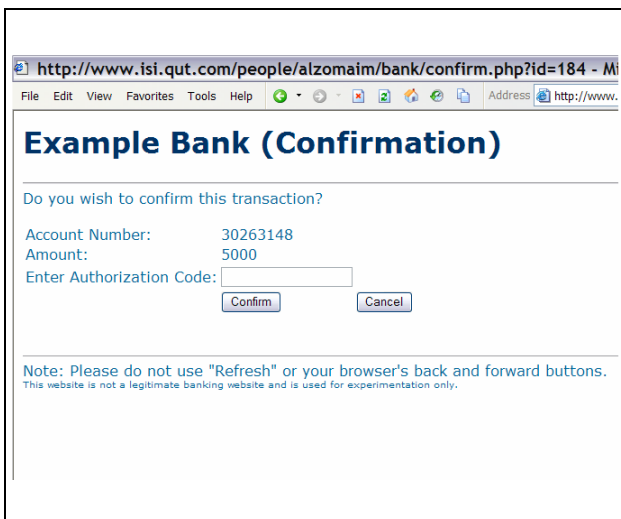 http://www.isi.qut.com/people/alzomaim/bank/confirm.php?id=184 - Mi
File Edit View Favorites Tools Help Address http://www.
Example Bank (Confirmation)
Do you wish to confirm this transaction?
Account Number: 30263148
Amount: 5000
Enter Authorization Code:
Confirm Cancel
Note: Please do not use "Refresh" or your browser's back and forward buttons.
This website is not a legitimate banking website and is used for experimentation only.